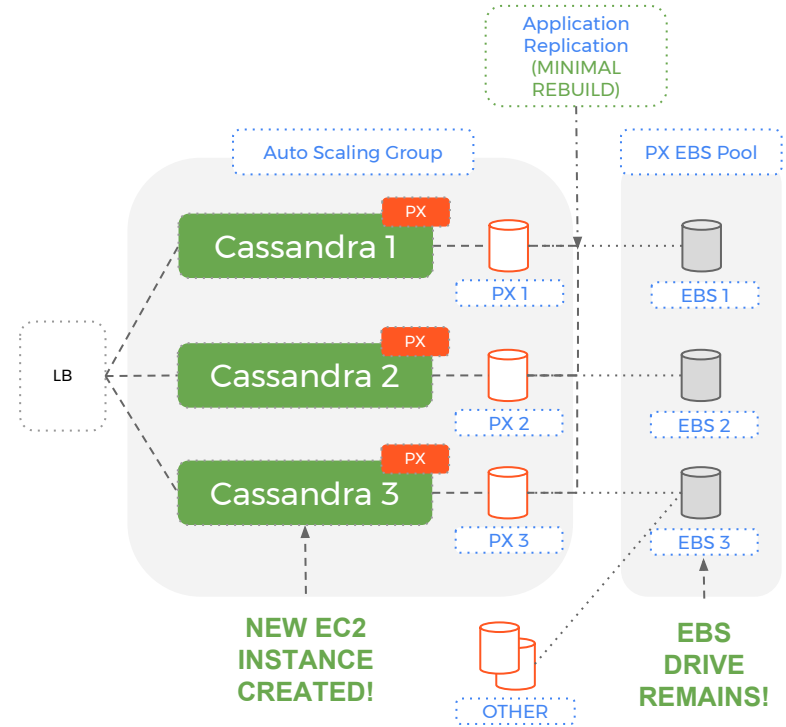 Application
Replication
(MINIMAL
REBUILD)
Auto Scaling Group
PX EBS Pool
PX
Cassandra 1
PX 1
EBS 1
LB
PX
Cassandra 2
PX 2
EBS 2
PX
Cassandra 3
PX 3
EBS 3
NEW EC2
INSTANCE
CREATED!
EBS
DRIVE
REMAINS!
OTHER